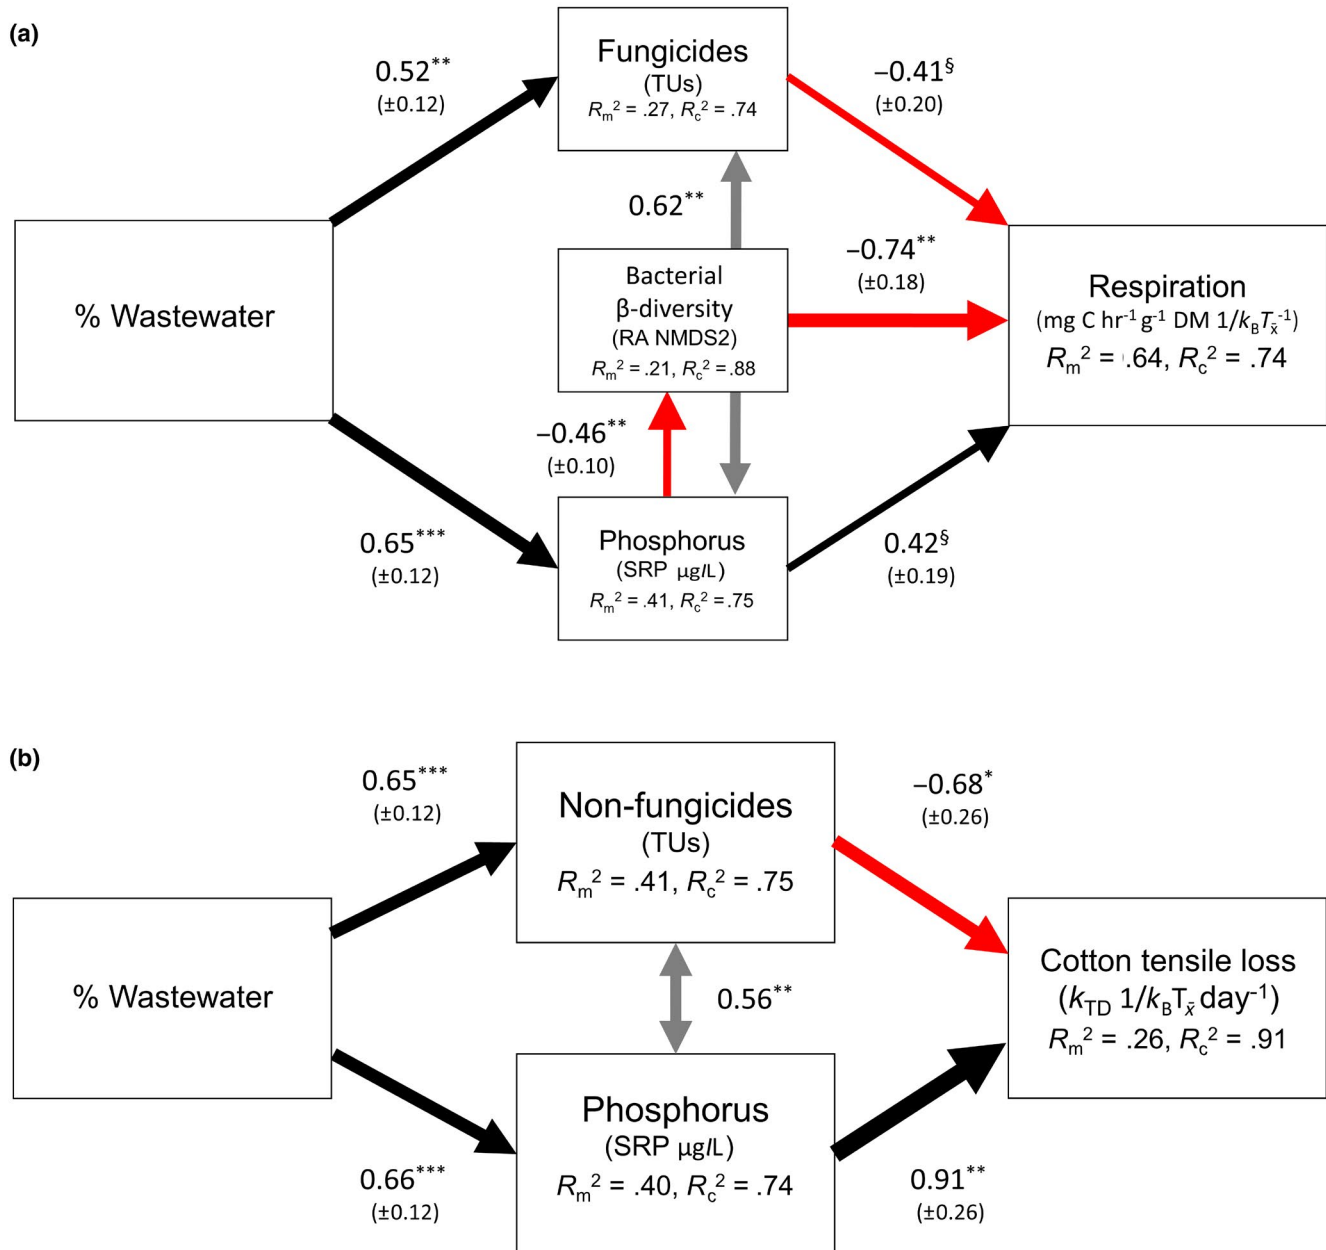 (a)
Fungicides
(TUs)
Rm² = .27, Rc² = .74
0.52**
(±0.12)
−0.41§
(±0.20)
0.62**
% Wastewater
Bacterial
β-diversity
(RA NMDS2)
Rm² = .21, Rc² = .88
−0.74**
(±0.18)
Respiration
(mg C hr⁻¹ g⁻¹ DM 1/kBTx̄⁻¹)
Rm² = .64, Rc² = .74
−0.46**
(±0.10)
0.65***
(±0.12)
Phosphorus
(SRP µg/L)
Rm² = .41, Rc² = .75
0.42§
(±0.19)
(b)
0.65***
(±0.12)
Non-fungicides
(TUs)
Rm² = .41, Rc² = .75
−0.68*
(±0.26)
% Wastewater
0.56**
Cotton tensile loss
(kTD 1/kBTx̄ day⁻¹)
Rm² = .26, Rc² = .91
0.66***
(±0.12)
Phosphorus
(SRP µg/L)
Rm² = .40, Rc² = .74
0.91**
(±0.26)